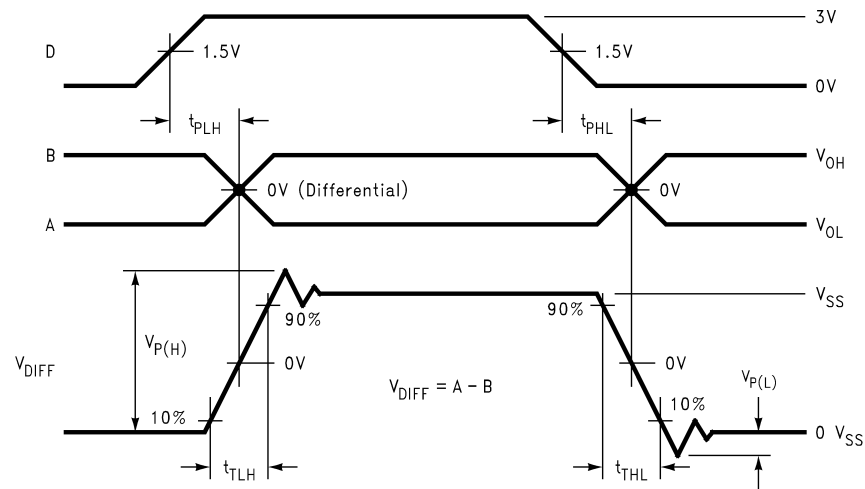 3V
D 1.5V 1.5V
0V
tPLH tPHL
B VOH
0V (Differential) 0V
A VOL
VSS
90% 90%
VP(H)
VDIFF 0V 0V
VDIFF = A - B VP(L)
10% 10%
0 VSS
tTLH tTHL